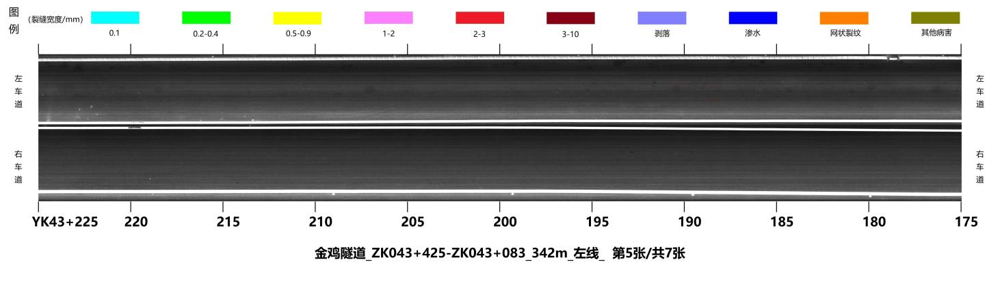 图例
(裂缝宽度/mm)
0.1 0.2-0.4 0.5-0.9 1-2 2-3 3-10 剥落 渗水 网状裂纹 其他病害
左车道 左车道
右车道 右车道
YK43+225 220 215 210 205 200 195 190 185 180 175
金鸡隧道_ZK043+425-ZK043+083_342m_左线_ 第5张/共7张